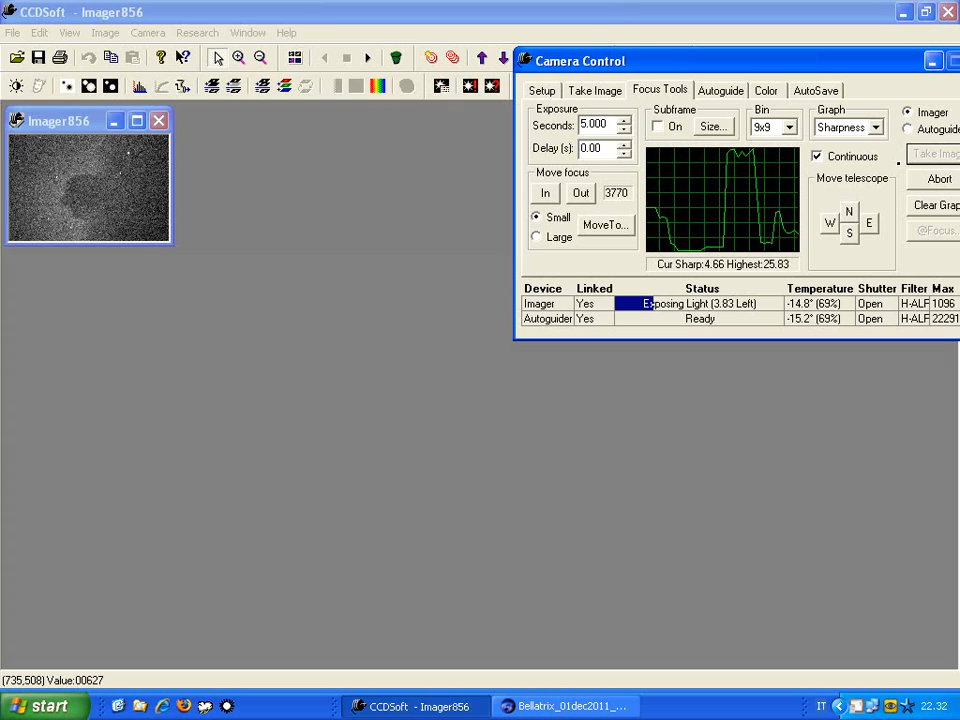 CCDSoft - Imager856
File Edit View Image Camera Research Window Help
Imager856
Camera Control
Setup Take Image Focus Tools Autoguide Color AutoSave
Exposure
Seconds: 5.000
Delay (s): 0.00
Subframe
On Size...
Bin
9x9
Graph
Sharpness
Imager
Autoguide
Move focus
In Out 3770
Small
Large
MoveTo...
Continuous
Take Imag
Move telescope
N
W E
S
Abort
Clear Grap
@Focus..
Cur Sharp:4.66 Highest:25.83
Device Linked Status Temperature Shutter Filter Max
Imager Yes Exposing Light (3.83 Left) -14.8° (69%) Open H-ALF 1096
Autoguider Yes Ready -15.2° (69%) Open H-ALF 22291
(735,508) Value:00627
start CCDSoft - Imager856 Bellatrix_01dec2011_... IT 22.32